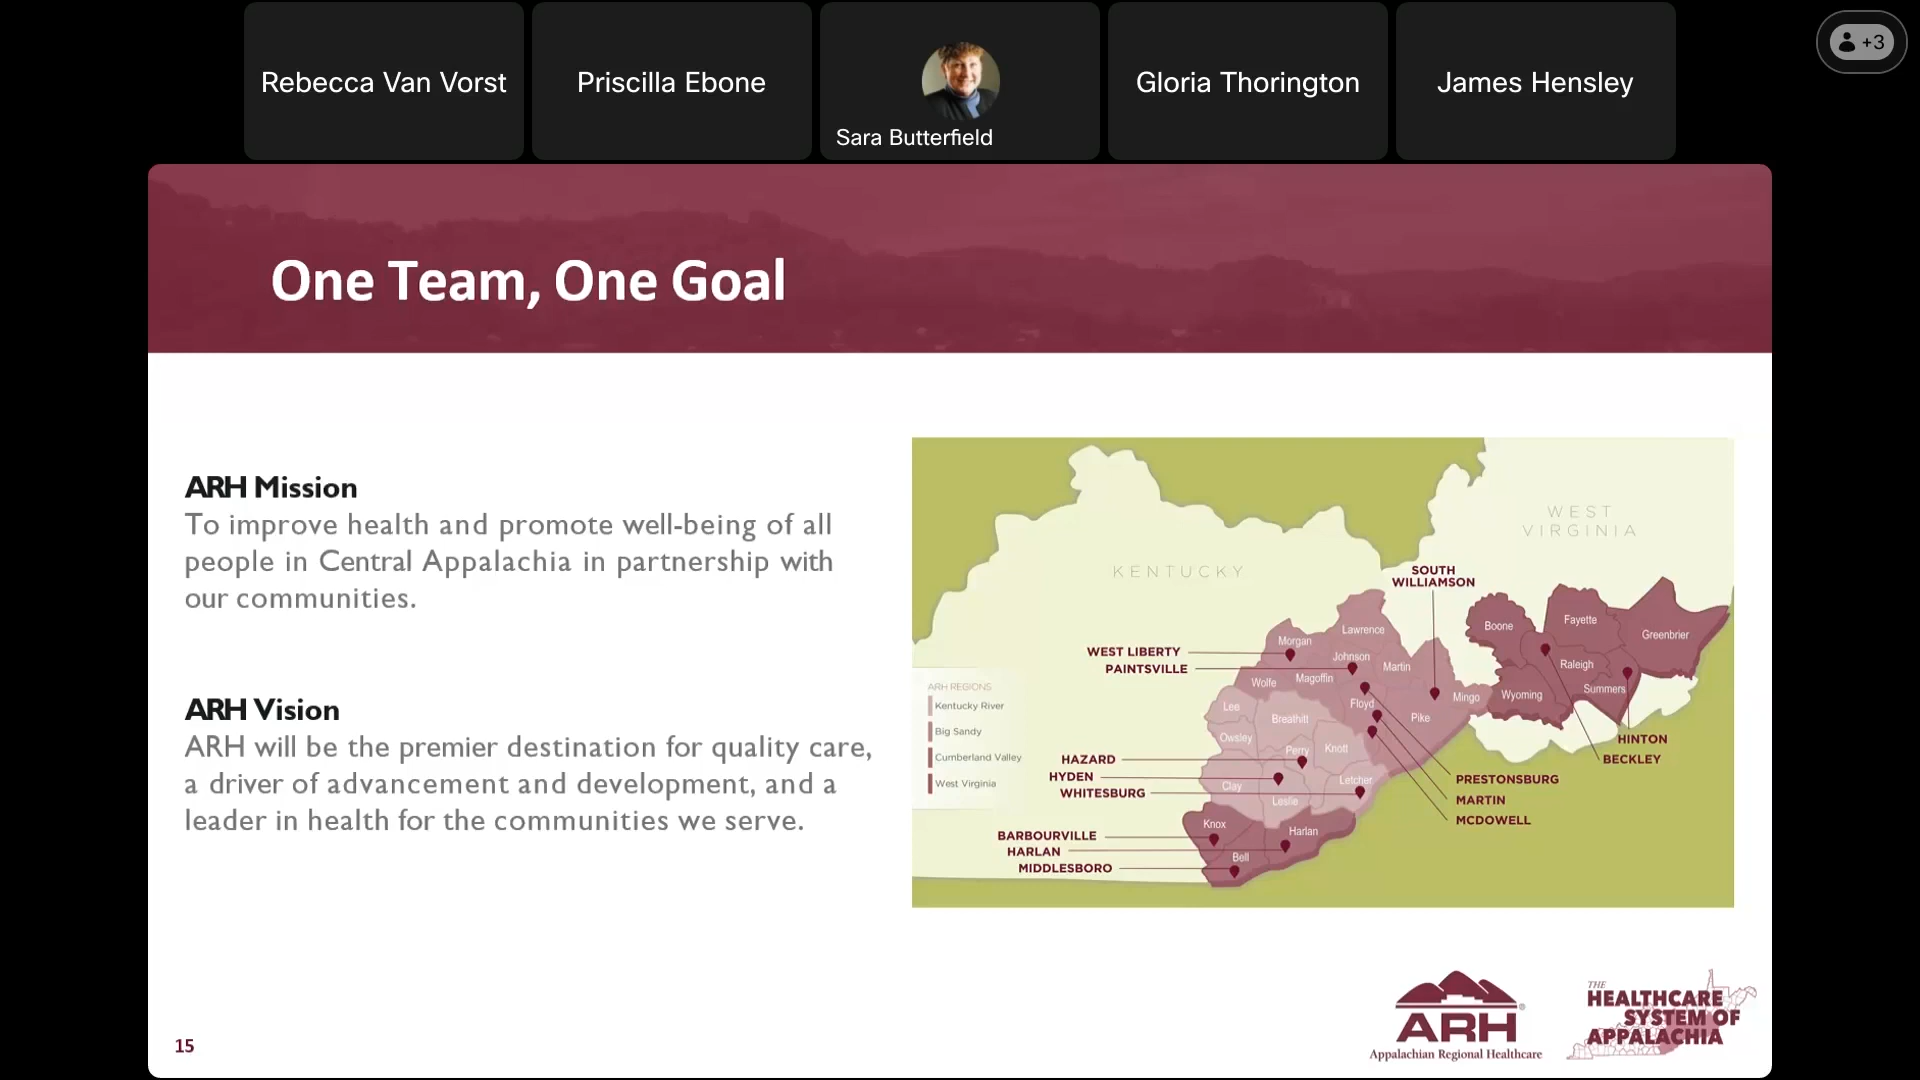 Rebecca Van Vorst
Priscilla Ebone
Sara Butterfield
Gloria Thorington
James Hensley
+3
One Team, One Goal
ARH Mission
To improve health and promote well-being of all
people in Central Appalachia in partnership with
our communities.
ARH Vision
ARH will be the premier destination for quality care,
a driver of advancement and development, and a
leader in health for the communities we serve.
KENTUCKY
WEST
VIRGINIA
SOUTH
WILLIAMSON
WEST LIBERTY
PAINTSVILLE
HAZARD
HYDEN
WHITESBURG
BARBOURVILLE
HARLAN
MIDDLESBORO
PRESTONSBURG
MARTIN
MCDOWELL
HINTON
BECKLEY
Morgan
Lawrence
Johnson
Martin
Wolfe
Magoffin
Floyd
Pike
Mingo
Lee
Breathitt
Owsley
Perry
Knott
Clay
Leslie
Letcher
Knox
Harlan
Bell
Boone
Fayette
Greenbrier
Raleigh
Wyoming
Summers
ARH REGIONS
Kentucky River
Big Sandy
Cumberland Valley
West Virginia
15
ARH
®
Appalachian Regional Healthcare
THE
HEALTHCARE
SYSTEM OF
APPALACHIA